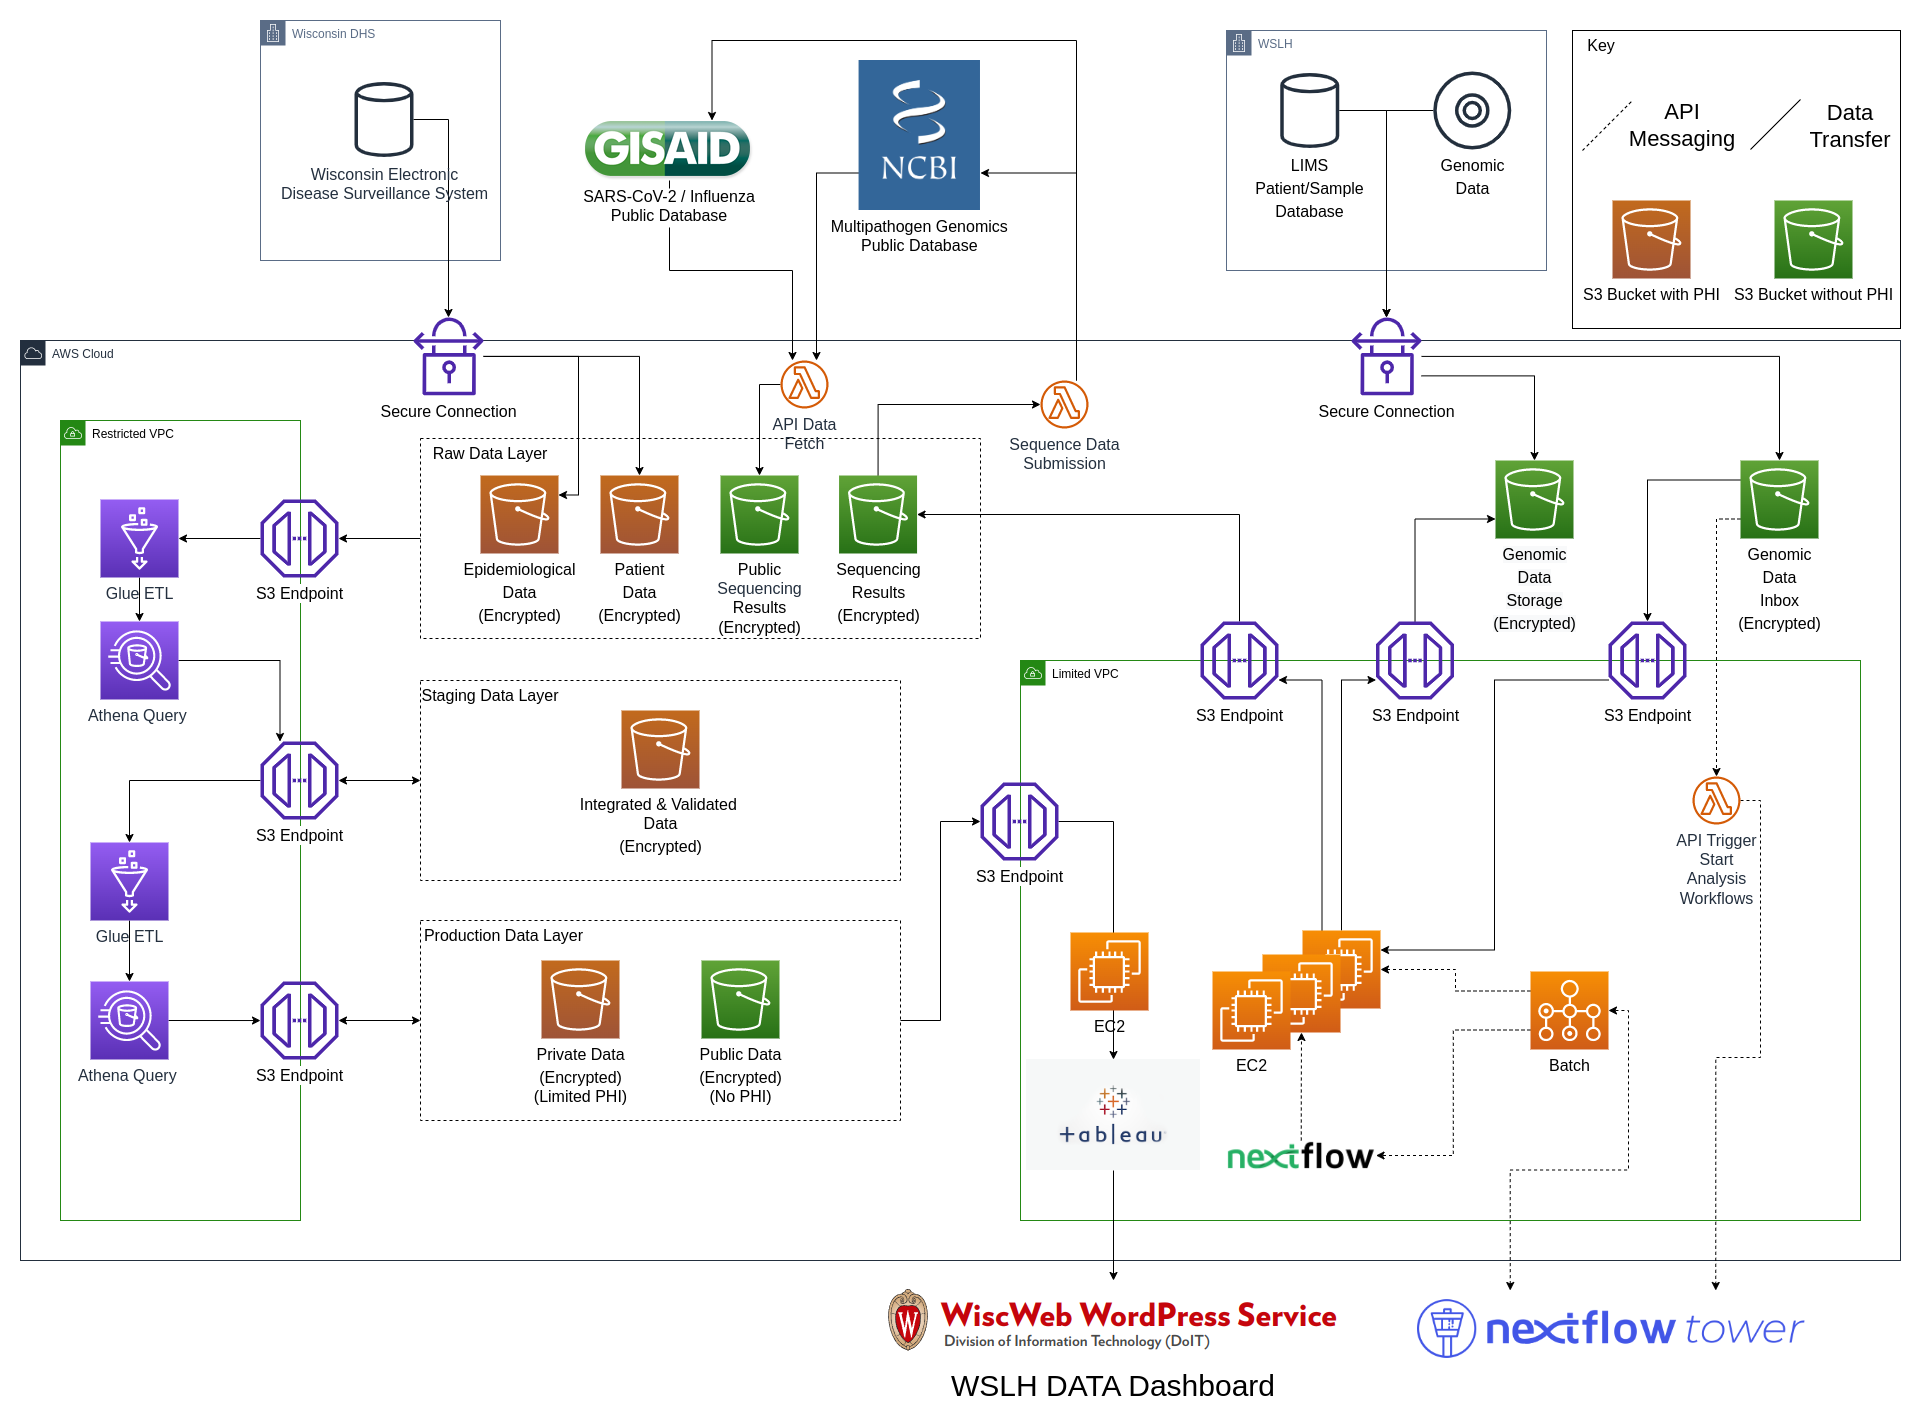 Wisconsin DHS
Wisconsin Electronic
Disease Surveillance System
GISAID
SARS-CoV-2 / Influenza
Public Database
NCBI
Multipathogen Genomics
Public Database
WSLH
LIMS
Patient/Sample
Database
Genomic
Data
Key
API
Messaging
Data
Transfer
S3 Bucket with PHI
S3 Bucket without PHI
AWS Cloud
Secure Connection
API Data
Fetch
Sequence Data
Submission
Secure Connection
Restricted VPC
Raw Data Layer
Glue ETL
S3 Endpoint
Epidemiological
Data
(Encrypted)
Patient
Data
(Encrypted)
Public
Sequencing
Results
(Encrypted)
Sequencing
Results
(Encrypted)
Genomic
Data
Storage
(Encrypted)
Genomic
Data
Inbox
(Encrypted)
Athena Query
Staging Data Layer
Integrated & Validated
Data
(Encrypted)
S3 Endpoint
Limited VPC
S3 Endpoint
S3 Endpoint
S3 Endpoint
S3 Endpoint
API Trigger
Start
Analysis
Workflows
Glue ETL
Production Data Layer
Private Data
(Encrypted)
(Limited PHI)
Public Data
(Encrypted)
(No PHI)
Athena Query
S3 Endpoint
EC2
EC2
Batch
+ableau
nextflow
W
WiscWeb WordPress Service
Division of Information Technology (DoIT)
WSLH DATA Dashboard
nextflow tower